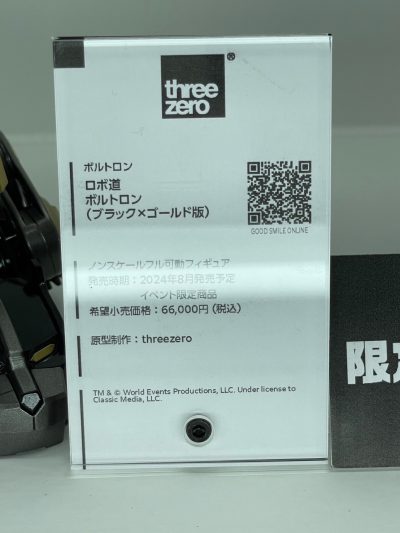 three
zero
®
ボルトロン
ロボ道
ボルトロン
（ブラック×ゴールド版）
GOOD SMILE ONLINE
ノンスケールフル可動フィギュア
発売時期：2024年8月発売予定
イベント限定商品
希望小売価格：66,000円（税込）
原型制作：threezero
TM & © World Events Productions, LLC. Under license to
Classic Media, LLC.
限定